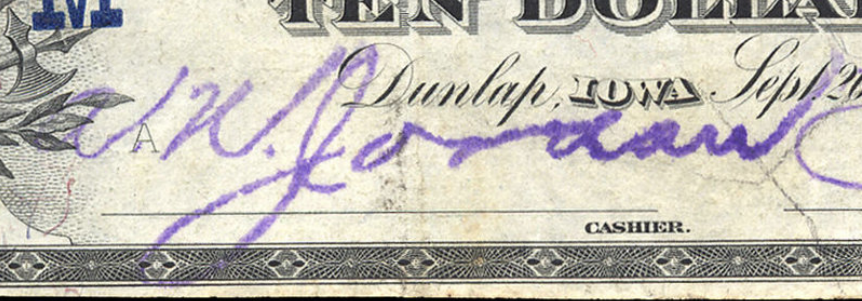 M TEN DOLLA
Dunlap, IOWA Sept. 20
A
Jordan
CASHIER.